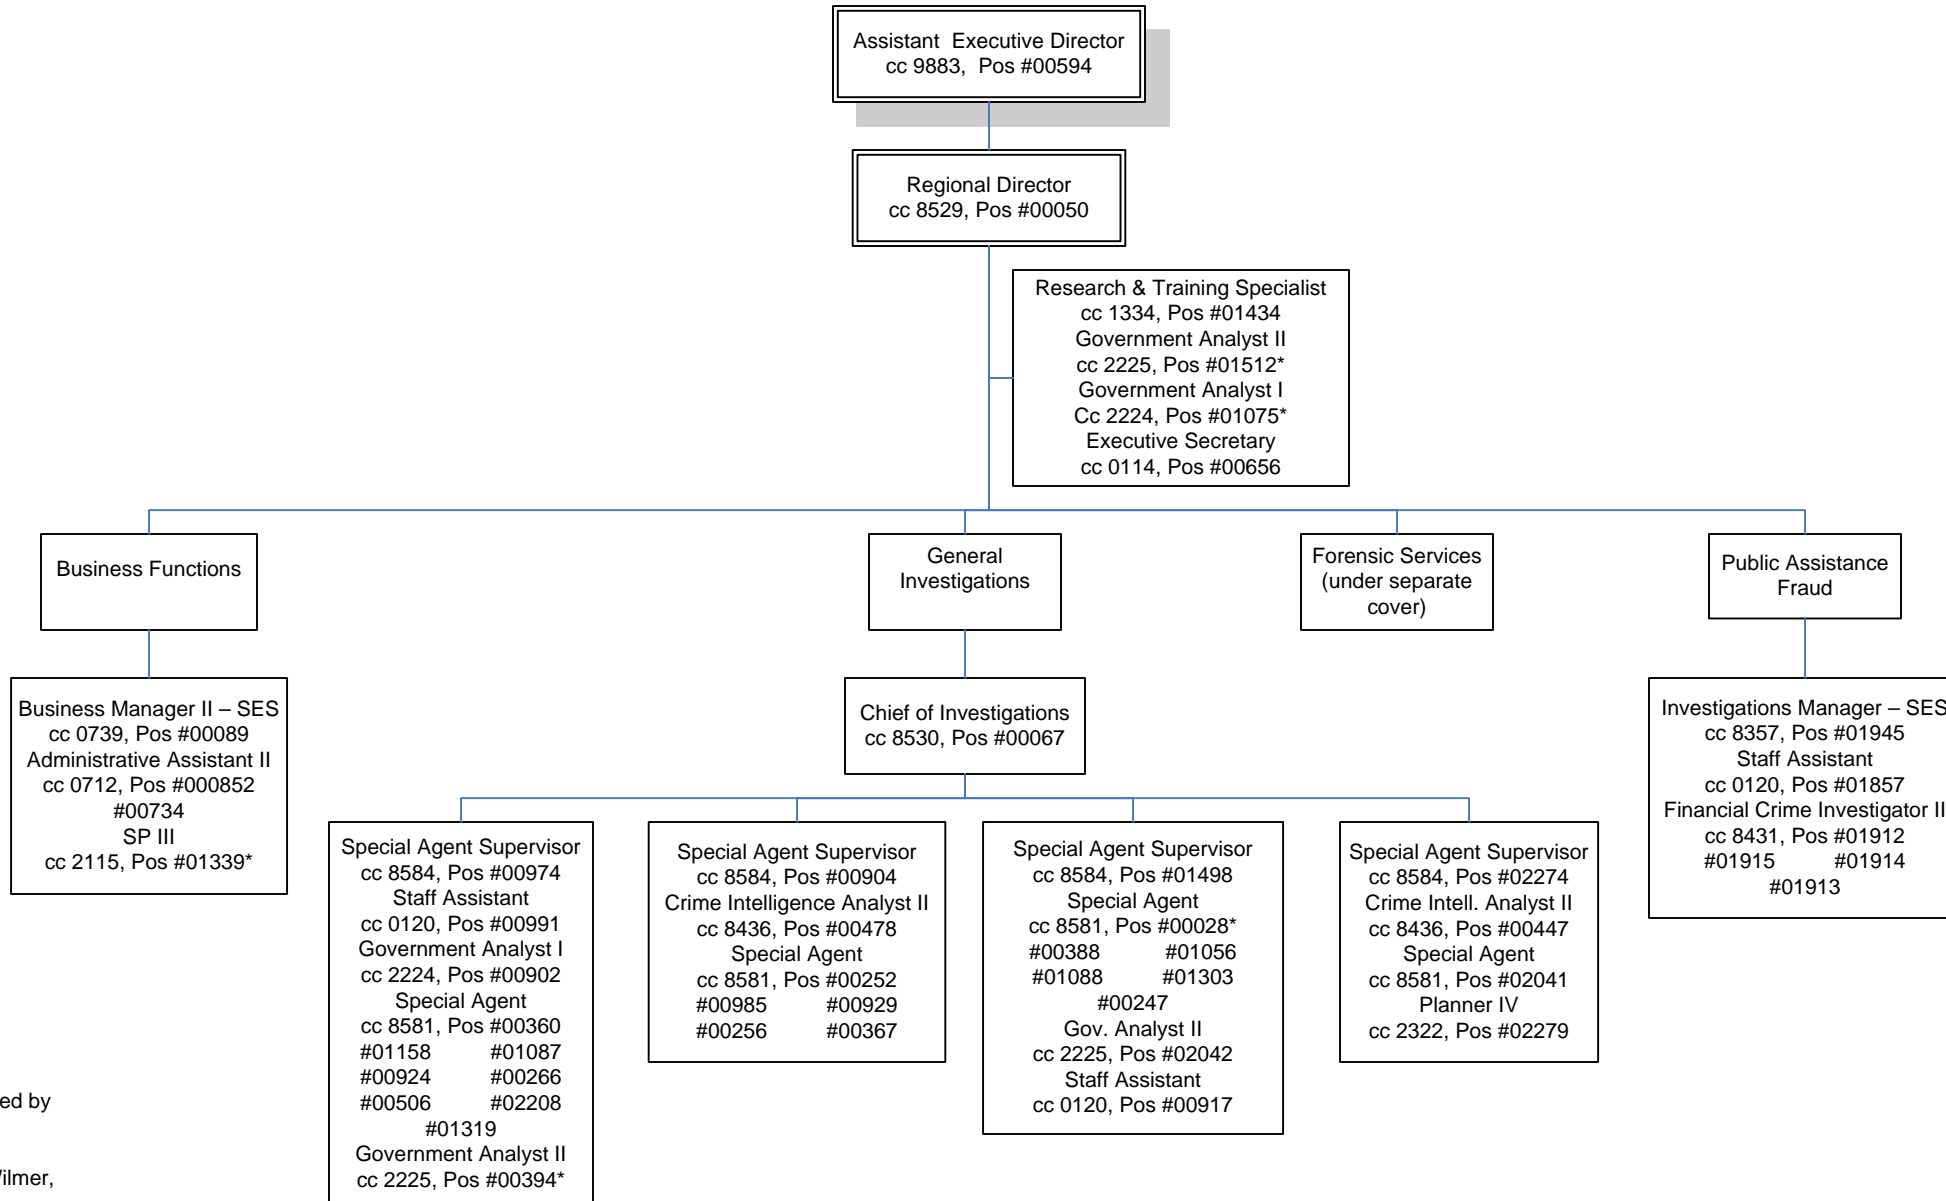 Assistant  Executive Director
cc 9883,  Pos #00594
Regional Director
cc 8529, Pos #00050
Research & Training Specialist
cc 1334, Pos #01434
Government Analyst II
cc 2225, Pos #01512*
Government Analyst I
Cc 2224, Pos #01075*
Executive Secretary
cc 0114, Pos #00656
Business Functions
General
Investigations
Forensic Services
(under separate
cover)
Public Assistance
Fraud
Business Manager II – SES
cc 0739, Pos #00089
Administrative Assistant II
cc 0712, Pos #000852
#00734
SP III
cc 2115, Pos #01339*
Chief of Investigations
cc 8530, Pos #00067
Investigations Manager – SES
cc 8357, Pos #01945
Staff Assistant
cc 0120, Pos #01857
Financial Crime Investigator II
cc 8431, Pos #01912
#01915 #01914
#01913
Special Agent Supervisor
cc 8584, Pos #00974
Staff Assistant
cc 0120, Pos #00991
Government Analyst I
cc 2224, Pos #00902
Special Agent
cc 8581, Pos #00360
#01158 #01087
#00924 #00266
#00506 #02208
#01319
Government Analyst II
cc 2225, Pos #00394*
Special Agent Supervisor
cc 8584, Pos #00904
Crime Intelligence Analyst II
cc 8436, Pos #00478
Special Agent
cc 8581, Pos #00252
#00985 #00929
#00256 #00367
Special Agent Supervisor
cc 8584, Pos #01498
Special Agent
cc 8581, Pos #00028*
#00388 #01056
#01088 #01303
#00247
Gov. Analyst II
cc 2225, Pos #02042
Staff Assistant
cc 0120, Pos #00917
Special Agent Supervisor
cc 8584, Pos #02274
Crime Intell. Analyst II
cc 8436, Pos #00447
Special Agent
cc 8581, Pos #02041
Planner IV
cc 2322, Pos #02279
by